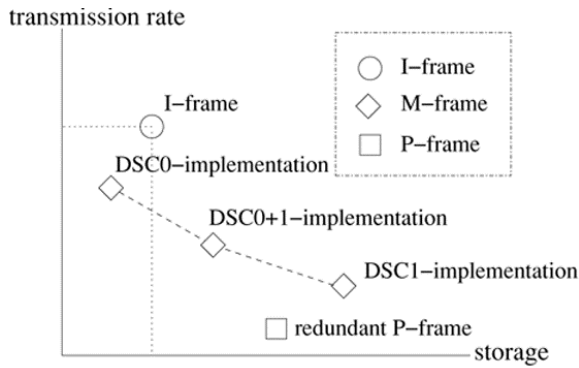 transmission rate
I−frame
M−frame
P−frame
I−frame
DSC0−implementation
DSC0+1−implementation
DSC1−implementation
redundant P−frame
storage